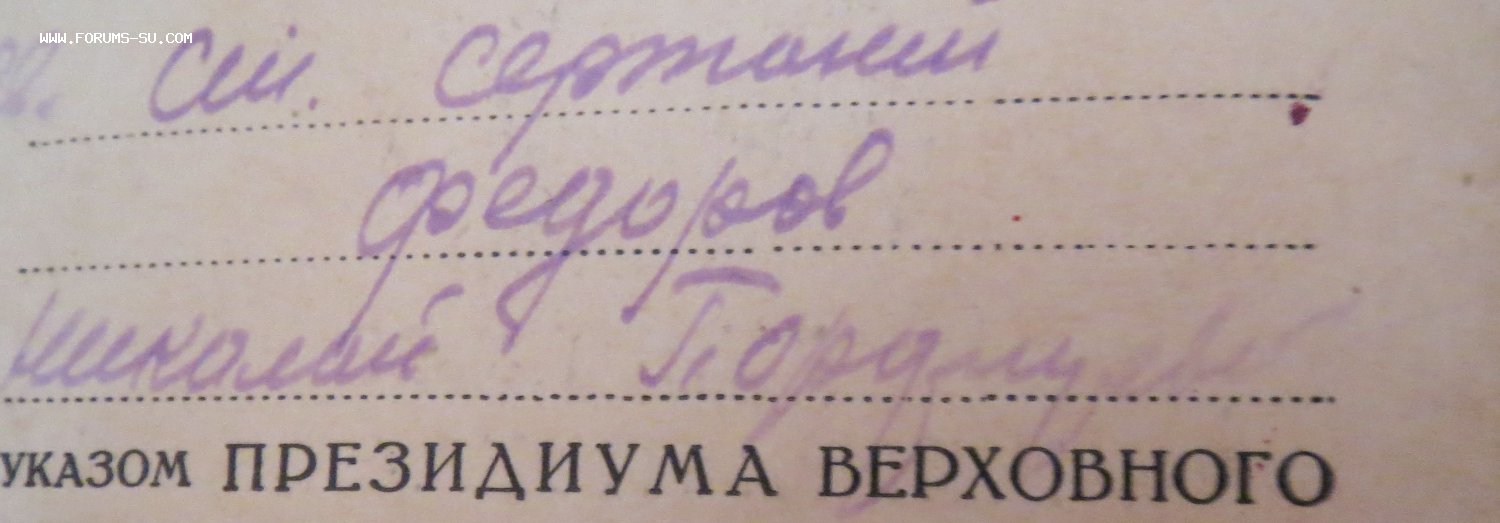 www.forums-su.com
в. ст. сержант
Федоров
Николай
УКАЗОМ ПРЕЗИДИУМА ВЕРХОВНОГО